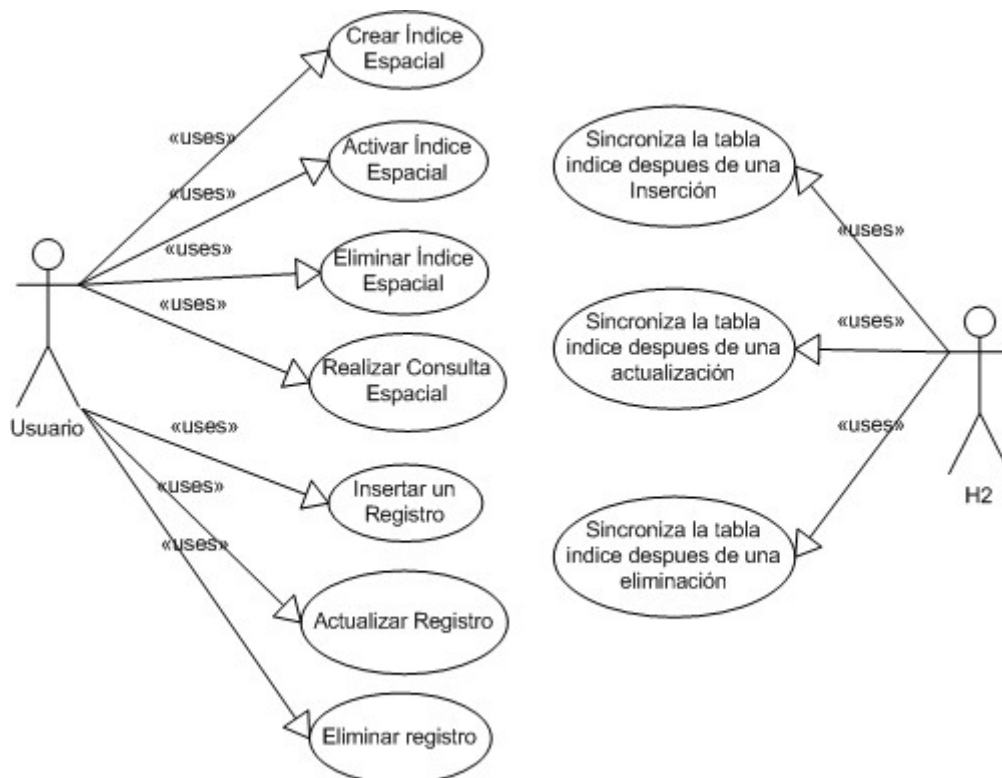 Crear Índice
Espacial
«uses»
Activar Índice
Espacial
«uses»
Eliminar Índice
Espacial
«uses»
Realizar Consulta
Espacial
«uses»
Usuario
Insertar un
Registro
«uses»
Actualizar Registro
«uses»
Eliminar registro
«uses»
Sincroniza la tabla
indice despues de una
Inserción
«uses»
Sincroniza la tabla
indice despues de una
actualización
«uses»
Sincroniza la tabla
indice despues de una
eliminación
«uses»
H2